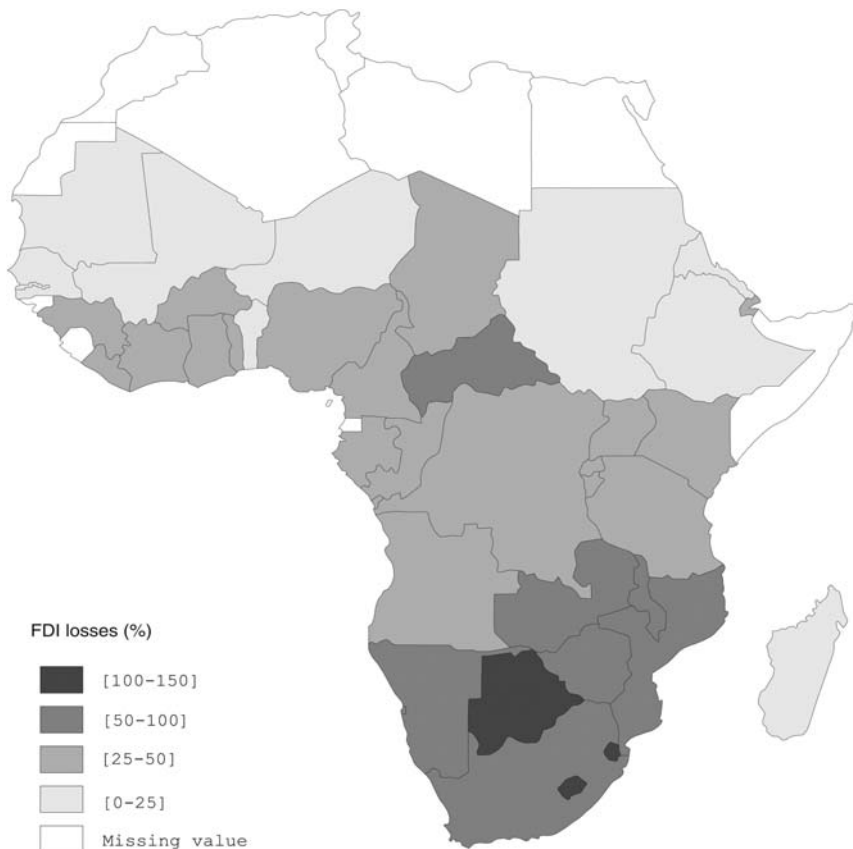 FDI losses (%)
[100-150]
[50-100]
[25-50]
[0-25]
Missing value